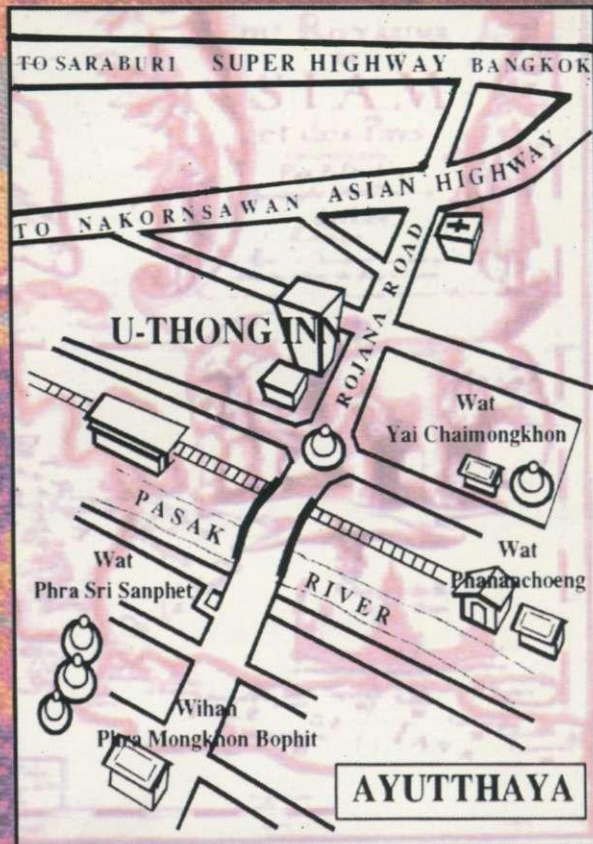 TO SARABURI SUPER HIGHWAY BANGKOK
ASIAN HIGHWAY
TO NAKORNSAWAN
ROJANA ROAD
U-THONG INN
Wat
Yai Chaimongkhon
PASAK
RIVER
Wat
Phra Sri Sanphet
Wat
Phananchoeng
Wihan
Phra Mongkhon Bophit
AYUTTHAYA